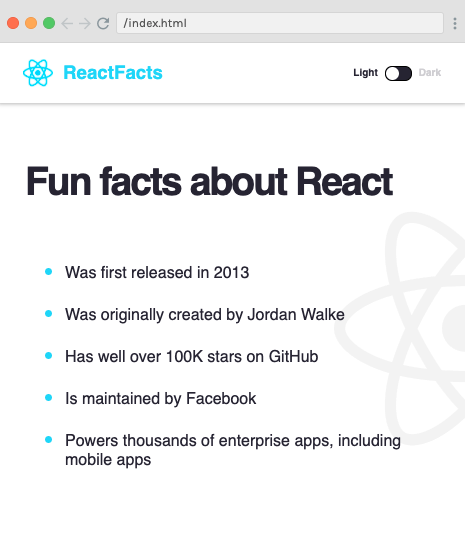 /index.html
ReactFacts
Light
Dark
Fun facts about React
Was first released in 2013
Was originally created by Jordan Walke
Has well over 100K stars on GitHub
Is maintained by Facebook
Powers thousands of enterprise apps, including
mobile apps